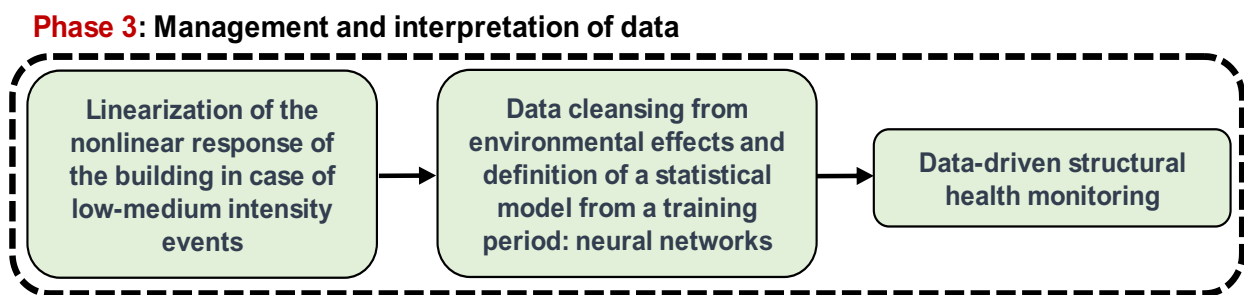 Phase 3: Management and interpretation of data
Linearization of the
nonlinear response of
the building in case of
low-medium intensity
events
Data cleansing from
environmental effects and
definition of a statistical
model from a training
period: neural networks
Data-driven structural
health monitoring